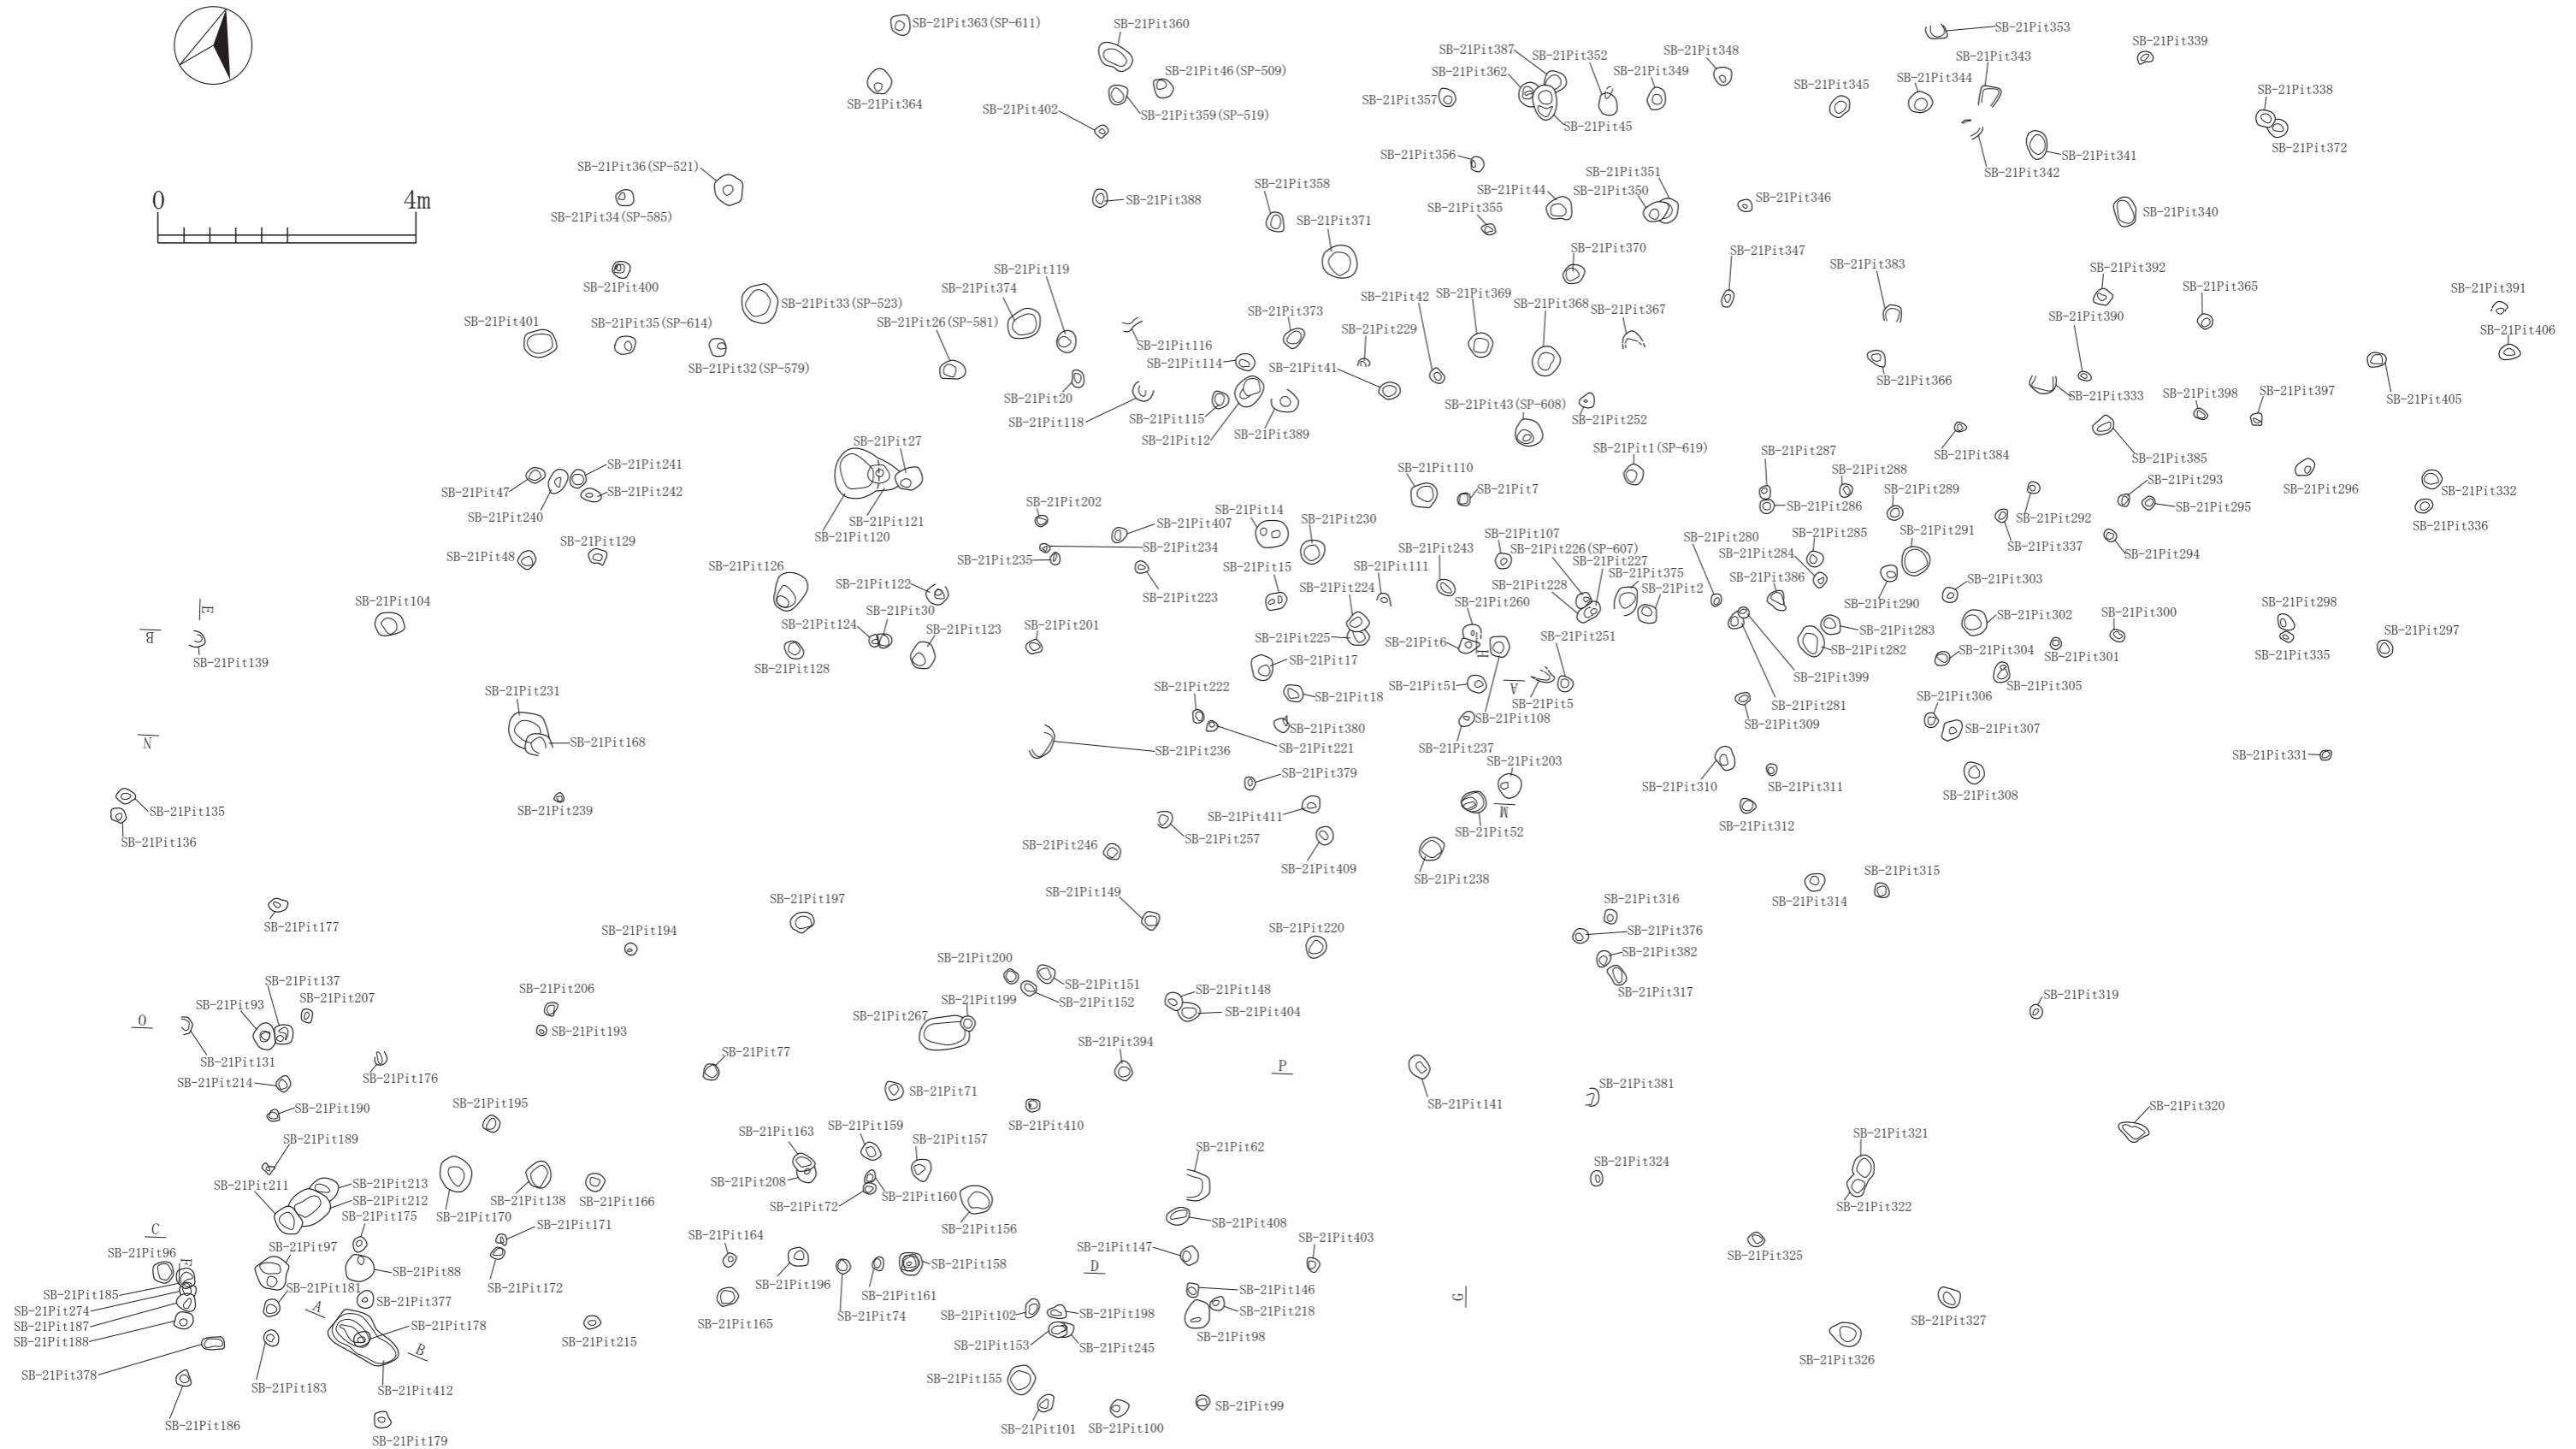 SB-21Pit363(SP-611)
SB-21Pit360
SB-21Pit353
SB-21Pit339
SB-21Pit387
SB-21Pit352
SB-21Pit348
SB-21Pit343
SB-21Pit46(SP-509)
SB-21Pit362
SB-21Pit349
SB-21Pit344
SB-21Pit345
SB-21Pit338
SB-21Pit364
SB-21Pit402
SB-21Pit357
SB-21Pit359(SP-519)
SB-21Pit45
SB-21Pit372
SB-21Pit356
SB-21Pit341
SB-21Pit36(SP-521)
SB-21Pit351
SB-21Pit342
SB-21Pit358
SB-21Pit44
SB-21Pit350
0
4m
SB-21Pit388
SB-21Pit346
SB-21Pit355
SB-21Pit340
SB-21Pit34(SP-585)
SB-21Pit371
SB-21Pit370
SB-21Pit347
SB-21Pit383
SB-21Pit119
SB-21Pit392
SB-21Pit400
SB-21Pit374
SB-21Pit365
SB-21Pit391
SB-21Pit42
SB-21Pit369
SB-21Pit33(SP-523)
SB-21Pit368
SB-21Pit373
SB-21Pit367
SB-21Pit390
SB-21Pit401
SB-21Pit35(SP-614)
SB-21Pit26(SP-581)
SB-21Pit229
SB-21Pit406
SB-21Pit116
SB-21Pit114
SB-21Pit32(SP-579)
SB-21Pit41
SB-21Pit366
SB-21Pit20
SB-21Pit333
SB-21Pit398
SB-21Pit397
SB-21Pit405
SB-21Pit43(SP-608)
SB-21Pit118
SB-21Pit115
SB-21Pit252
SB-21Pit12
SB-21Pit389
SB-21Pit27
SB-21Pit1(SP-619)
SB-21Pit287
SB-21Pit384
SB-21Pit385
SB-21Pit241
SB-21Pit110
SB-21Pit288
SB-21Pit293
SB-21Pit47
SB-21Pit242
SB-21Pit7
SB-21Pit289
SB-21Pit296
SB-21Pit332
SB-21Pit202
SB-21Pit14
SB-21Pit286
SB-21Pit295
SB-21Pit240
SB-21Pit121
SB-21Pit407
SB-21Pit230
SB-21Pit292
SB-21Pit336
SB-21Pit120
SB-21Pit107
SB-21Pit280
SB-21Pit285
SB-21Pit291
SB-21Pit129
SB-21Pit234
SB-21Pit243
SB-21Pit226(SP-607)
SB-21Pit337
SB-21Pit48
SB-21Pit235
SB-21Pit284
SB-21Pit294
SB-21Pit126
SB-21Pit15
SB-21Pit111
SB-21Pit227
SB-21Pit375
SB-21Pit386
SB-21Pit303
SB-21Pit122
SB-21Pit224
SB-21Pit228
SB-21Pit2
SB-21Pit104
SB-21Pit223
SB-21Pit260
SB-21Pit290
SB-21Pit298
E
SB-21Pit30
SB-21Pit302
SB-21Pit300
B
SB-21Pit124
SB-21Pit123
SB-21Pit201
SB-21Pit225
SB-21Pit6
SB-21Pit251
SB-21Pit283
SB-21Pit297
H
SB-21Pit282
SB-21Pit304
SB-21Pit301
SB-21Pit335
SB-21Pit139
SB-21Pit128
SB-21Pit17
SB-21Pit399
SB-21Pit231
SB-21Pit222
SB-21Pit18
SB-21Pit51
A
SB-21Pit5
SB-21Pit305
SB-21Pit306
SB-21Pit281
SB-21Pit108
SB-21Pit309
SB-21Pit380
SB-21Pit307
N
SB-21Pit168
SB-21Pit236
SB-21Pit221
SB-21Pit237
SB-21Pit331
SB-21Pit203
SB-21Pit379
SB-21Pit310
SB-21Pit311
SB-21Pit308
SB-21Pit135
SB-21Pit239
SB-21Pit411
M
SB-21Pit312
SB-21Pit136
SB-21Pit246
SB-21Pit257
SB-21Pit52
SB-21Pit409
SB-21Pit238
SB-21Pit315
SB-21Pit149
SB-21Pit197
SB-21Pit316
SB-21Pit314
SB-21Pit177
SB-21Pit194
SB-21Pit220
SB-21Pit376
SB-21Pit200
SB-21Pit382
SB-21Pit137
SB-21Pit151
SB-21Pit206
SB-21Pit148
SB-21Pit317
SB-21Pit93
SB-21Pit207
SB-21Pit199
SB-21Pit152
SB-21Pit319
O
SB-21Pit267
SB-21Pit404
SB-21Pit193
SB-21Pit131
SB-21Pit77
SB-21Pit394
P
SB-21Pit214
SB-21Pit176
SB-21Pit71
SB-21Pit381
SB-21Pit190
SB-21Pit195
SB-21Pit141
SB-21Pit320
SB-21Pit410
SB-21Pit189
SB-21Pit163
SB-21Pit159
SB-21Pit157
SB-21Pit62
SB-21Pit321
SB-21Pit324
SB-21Pit211
SB-21Pit213
SB-21Pit208
SB-21Pit212
SB-21Pit138
SB-21Pit166
SB-21Pit72
SB-21Pit160
SB-21Pit322
SB-21Pit175
SB-21Pit170
SB-21Pit171
SB-21Pit156
SB-21Pit408
C
SB-21Pit96
SB-21Pit97
SB-21Pit164
SB-21Pit147
SB-21Pit403
SB-21Pit325
F
SB-21Pit88
SB-21Pit158
D
SB-21Pit185
SB-21Pit181
SB-21Pit172
SB-21Pit196
SB-21Pit161
SB-21Pit146
G
SB-21Pit274
A
SB-21Pit377
SB-21Pit74
SB-21Pit102
SB-21Pit198
SB-21Pit218
SB-21Pit187
SB-21Pit178
SB-21Pit165
SB-21Pit98
SB-21Pit327
SB-21Pit188
B
SB-21Pit215
SB-21Pit153
SB-21Pit245
SB-21Pit326
SB-21Pit378
SB-21Pit183
SB-21Pit412
SB-21Pit155
SB-21Pit186
SB-21Pit179
SB-21Pit101
SB-21Pit100
SB-21Pit99